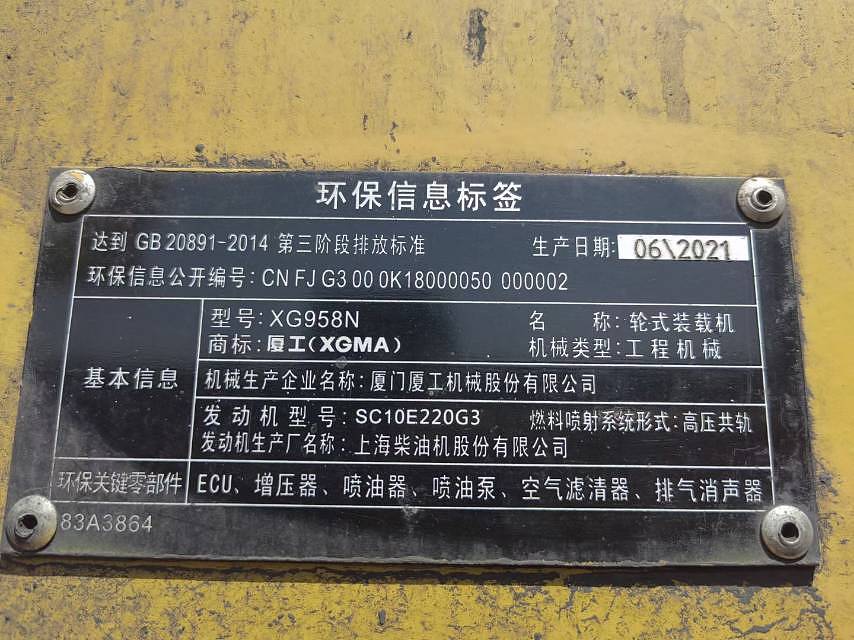 环保信息标签
达到 GB 20891-2014 第三阶段排放标准 生产日期: 06\2021
环保信息公开编号: CN FJ G3 00 0K18000050 000002
基本信息
型号: XG958N 名 称: 轮式装载机
商标: 厦工(XGMA) 机械类型: 工程机械
机械生产企业名称: 厦门厦工机械股份有限公司
发动机型号: SC10E220G3 燃料喷射系统形式: 高压共轨
发动机生产厂名称: 上海柴油机股份有限公司
环保关键零部件 ECU、增压器、喷油器、喷油泵、空气滤清器、排气消声器
83A3864